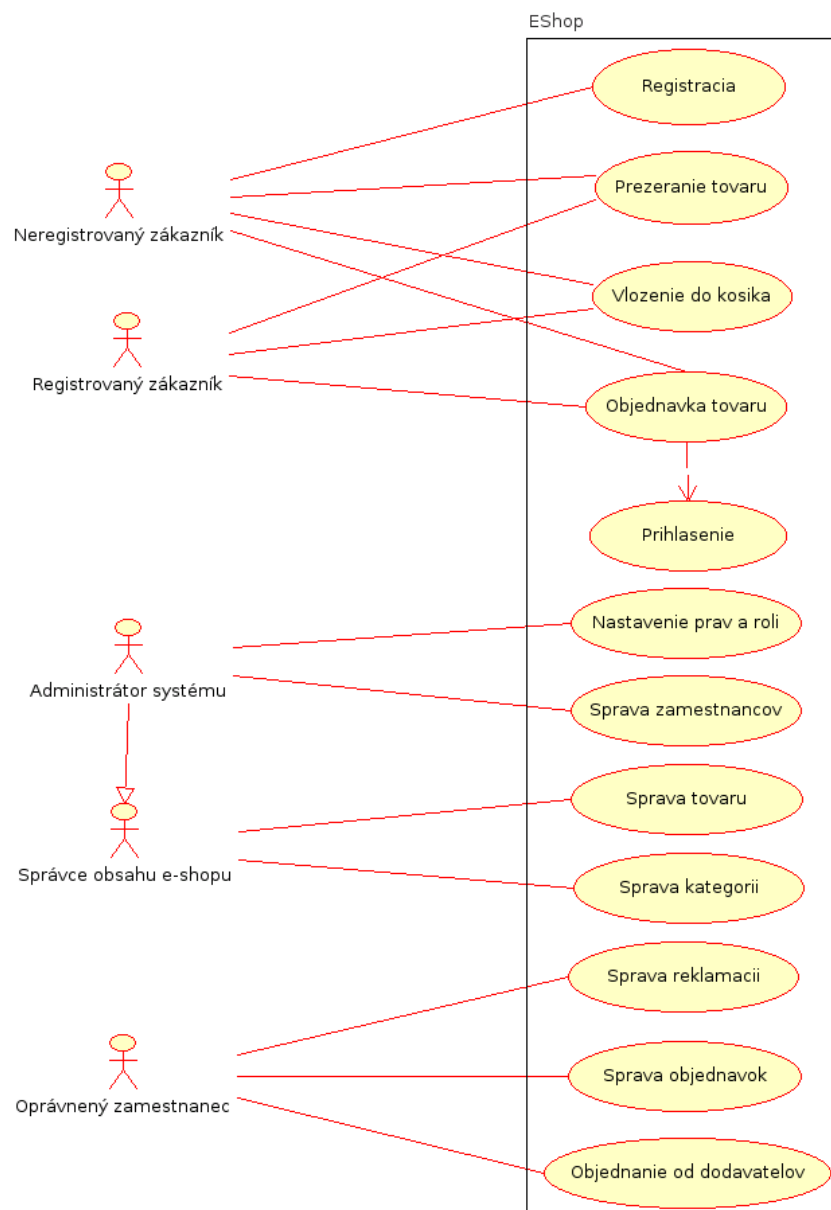 EShop
Registracia
Prezeranie tovaru
Neregistrovaný zákazník
Vlozenie do kosika
Registrovaný zákazník
Objednavka tovaru
Prihlasenie
Nastavenie prav a roli
Administrátor systému
Sprava zamestnancov
Sprava tovaru
Správce obsahu e-shopu
Sprava kategorii
Sprava reklamacii
Sprava objednavok
Oprávnený zamestnanec
Objednanie od dodavatelov